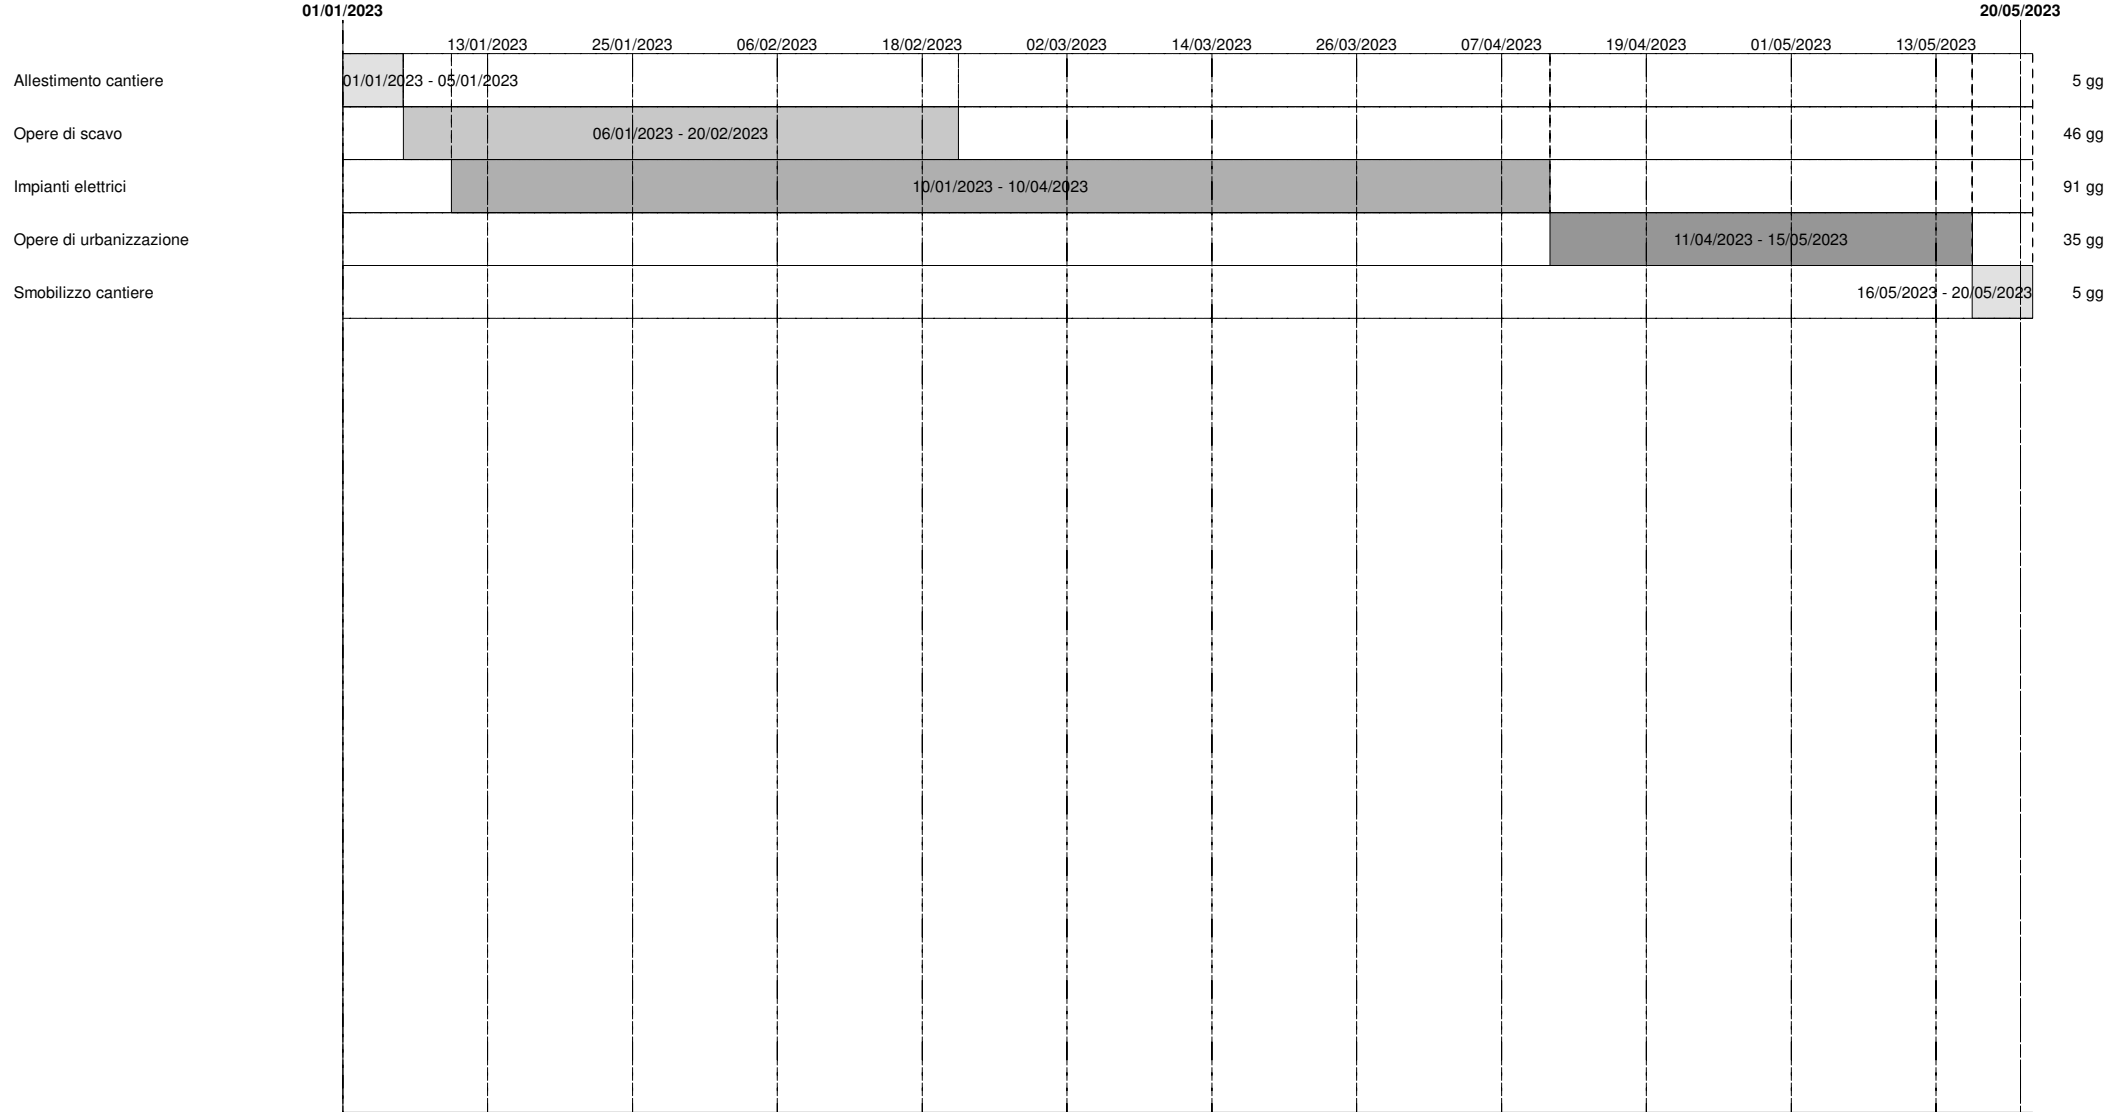 01/01/2023 20/05/2023
13/01/2023 25/01/2023 06/02/2023 18/02/2023 02/03/2023 14/03/2023 26/03/2023 07/04/2023 19/04/2023 01/05/2023 13/05/2023
Allestimento cantiere 01/01/2023 - 05/01/2023 5 gg
Opere di scavo 06/01/2023 - 20/02/2023 46 gg
Impianti elettrici 10/01/2023 - 10/04/2023 91 gg
Opere di urbanizzazione 11/04/2023 - 15/05/2023 35 gg
Smobilizzo cantiere 16/05/2023 - 20/05/2023 5 gg